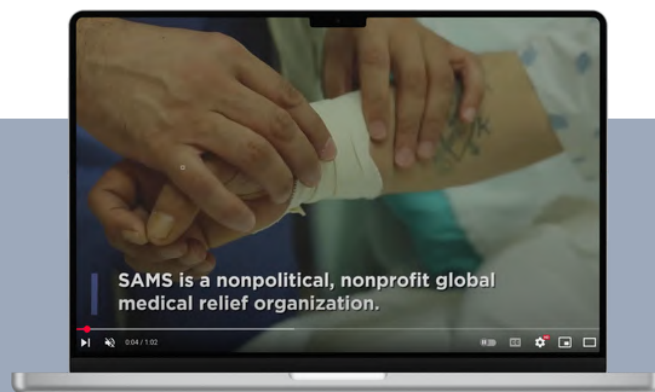 SAMS is a nonpolitical, nonprofit global
medical relief organization.
0:04 / 1:02